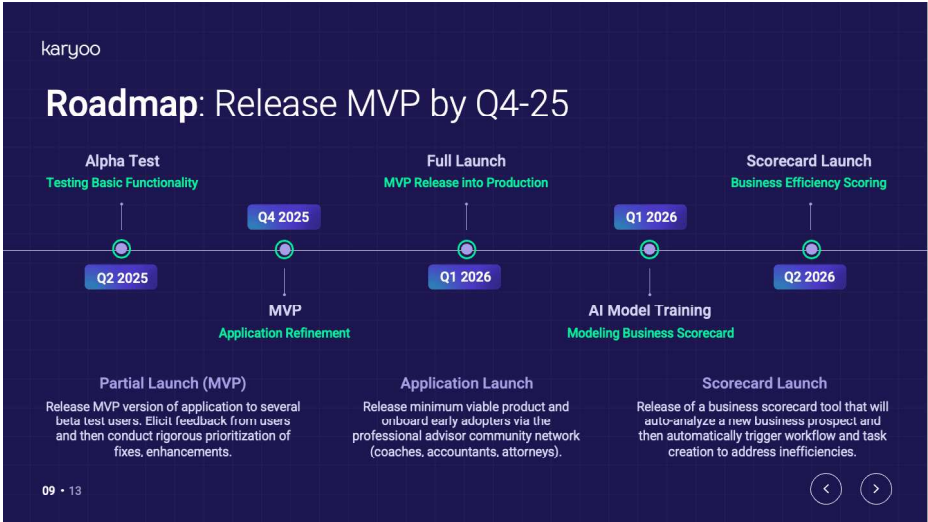 karyoo
Roadmap: Release MVP by Q4-25
Alpha Test
Testing Basic Functionality
Full Launch
MVP Release into Production
Scorecard Launch
Business Efficiency Scoring
Q4 2025
Q1 2026
Q2 2025
Q1 2026
Q2 2026
MVP
Application Refinement
AI Model Training
Modeling Business Scorecard
Partial Launch (MVP)
Release MVP version of application to several
beta test users. Elicit feedback from users
and then conduct rigorous prioritization of
fixes, enhancements.
Application Launch
Release minimum viable product and
onboard early adopters via the
professional advisor community network
(coaches, accountants, attorneys).
Scorecard Launch
Release of a business scorecard tool that will
auto-analyze a new business prospect and
then automatically trigger workflow and task
creation to address inefficiencies.
09 • 13